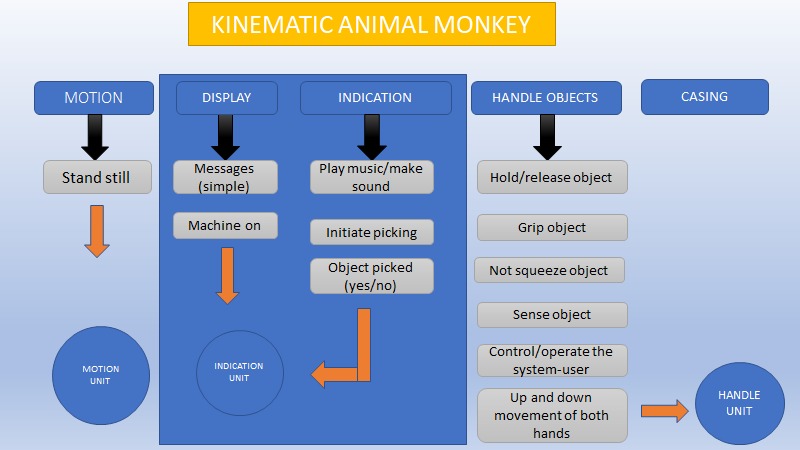 KINEMATIC ANIMAL MONKEY
MOTION
DISPLAY
INDICATION
HANDLE OBJECTS
CASING
Stand still
Messages
(simple)
Machine on
Play music/make
sound
Initiate picking
Object picked
(yes/no)
Hold/release object
Grip object
Not squeeze object
Sense object
Control/operate the
system-user
Up and down
movement of both
hands
MOTION
UNIT
INDICATION
UNIT
HANDLE
UNIT